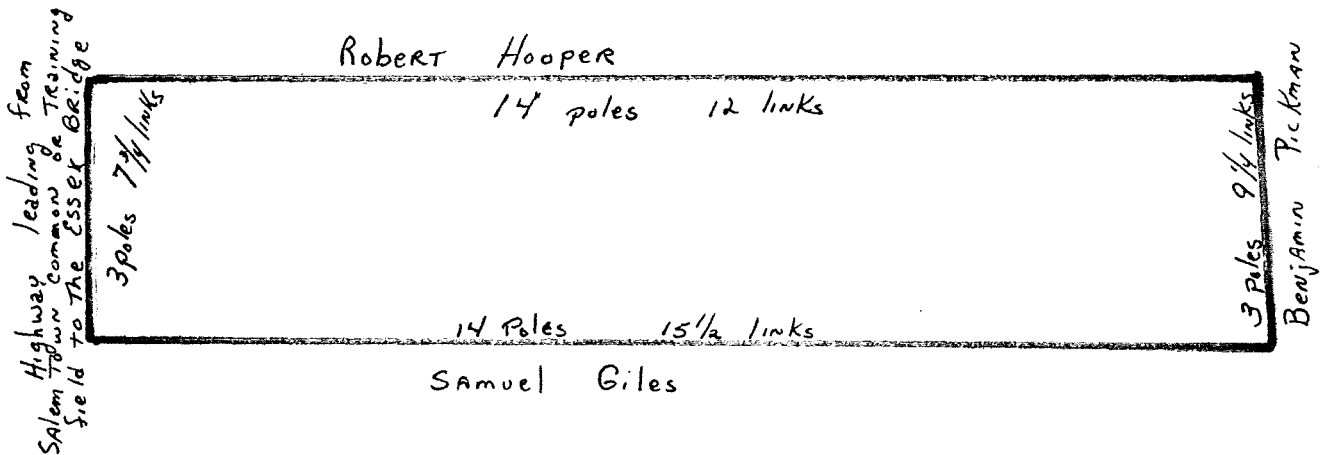 Robert Hooper
14 poles 12 links
Highway leading from
Salem Town common or Training
field to the Essex Bridge
3 poles 7 3/4 links
3 Poles 9 1/4 links
Benjamin Pickman
14 Poles 15 1/2 links
Samuel Giles